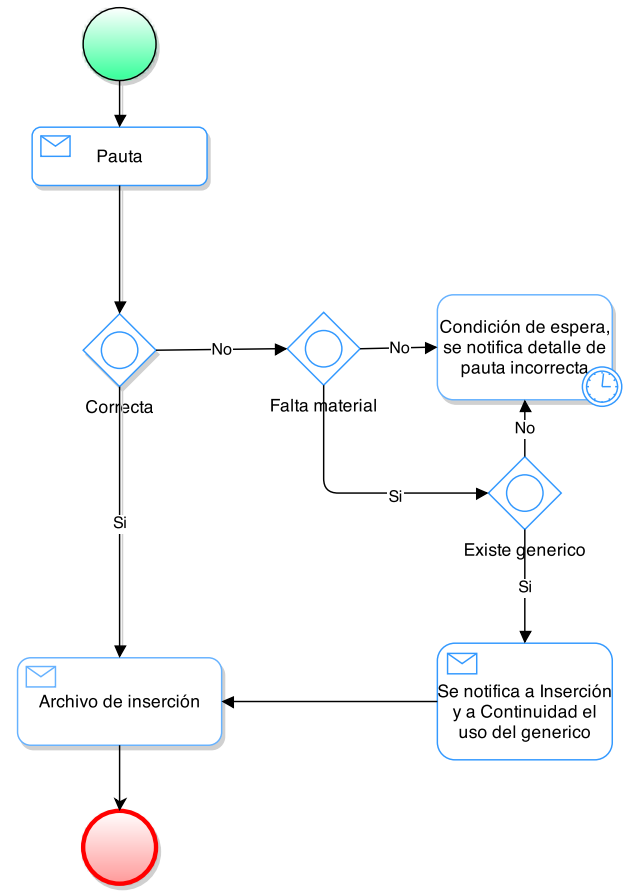 Pauta
No
No
Condición de espera,
se notifica detalle de
pauta incorrecta
Correcta
Falta material
No
Si
Si
Existe generico
Si
Archivo de inserción
Se notifica a Inserción
y a Continuidad el
uso del generico